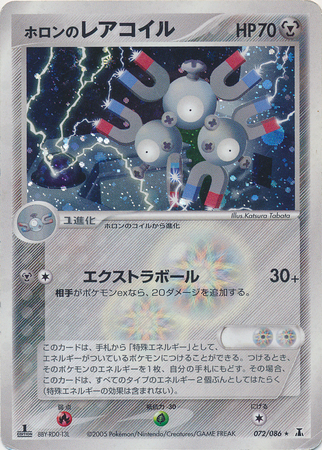 ホロンのレアコイル HP70
Illus.Katsura Tabata
1進化 ホロンのコイルから進化
エクストラボール 30+
相手がポケモンexなら、20ダメージを追加する。
このカードは、手札から「特殊エネルギー」として、
エネルギーがついているポケモンにつけることができる。つけるとき、
そのポケモンのエネルギーを1枚、自分の手札にもどす。その場合、
このカードは、すべてのタイプのエネルギー2個ぶんとしてはたらく
(特殊エネルギーの効果は含まれない)。
弱点 抵抗力 -30 にげる
1 EDITION BBY-RD0-13L ©2005 Pokémon/Nintendo/Creatures/GAME FREAK 072/086 ★